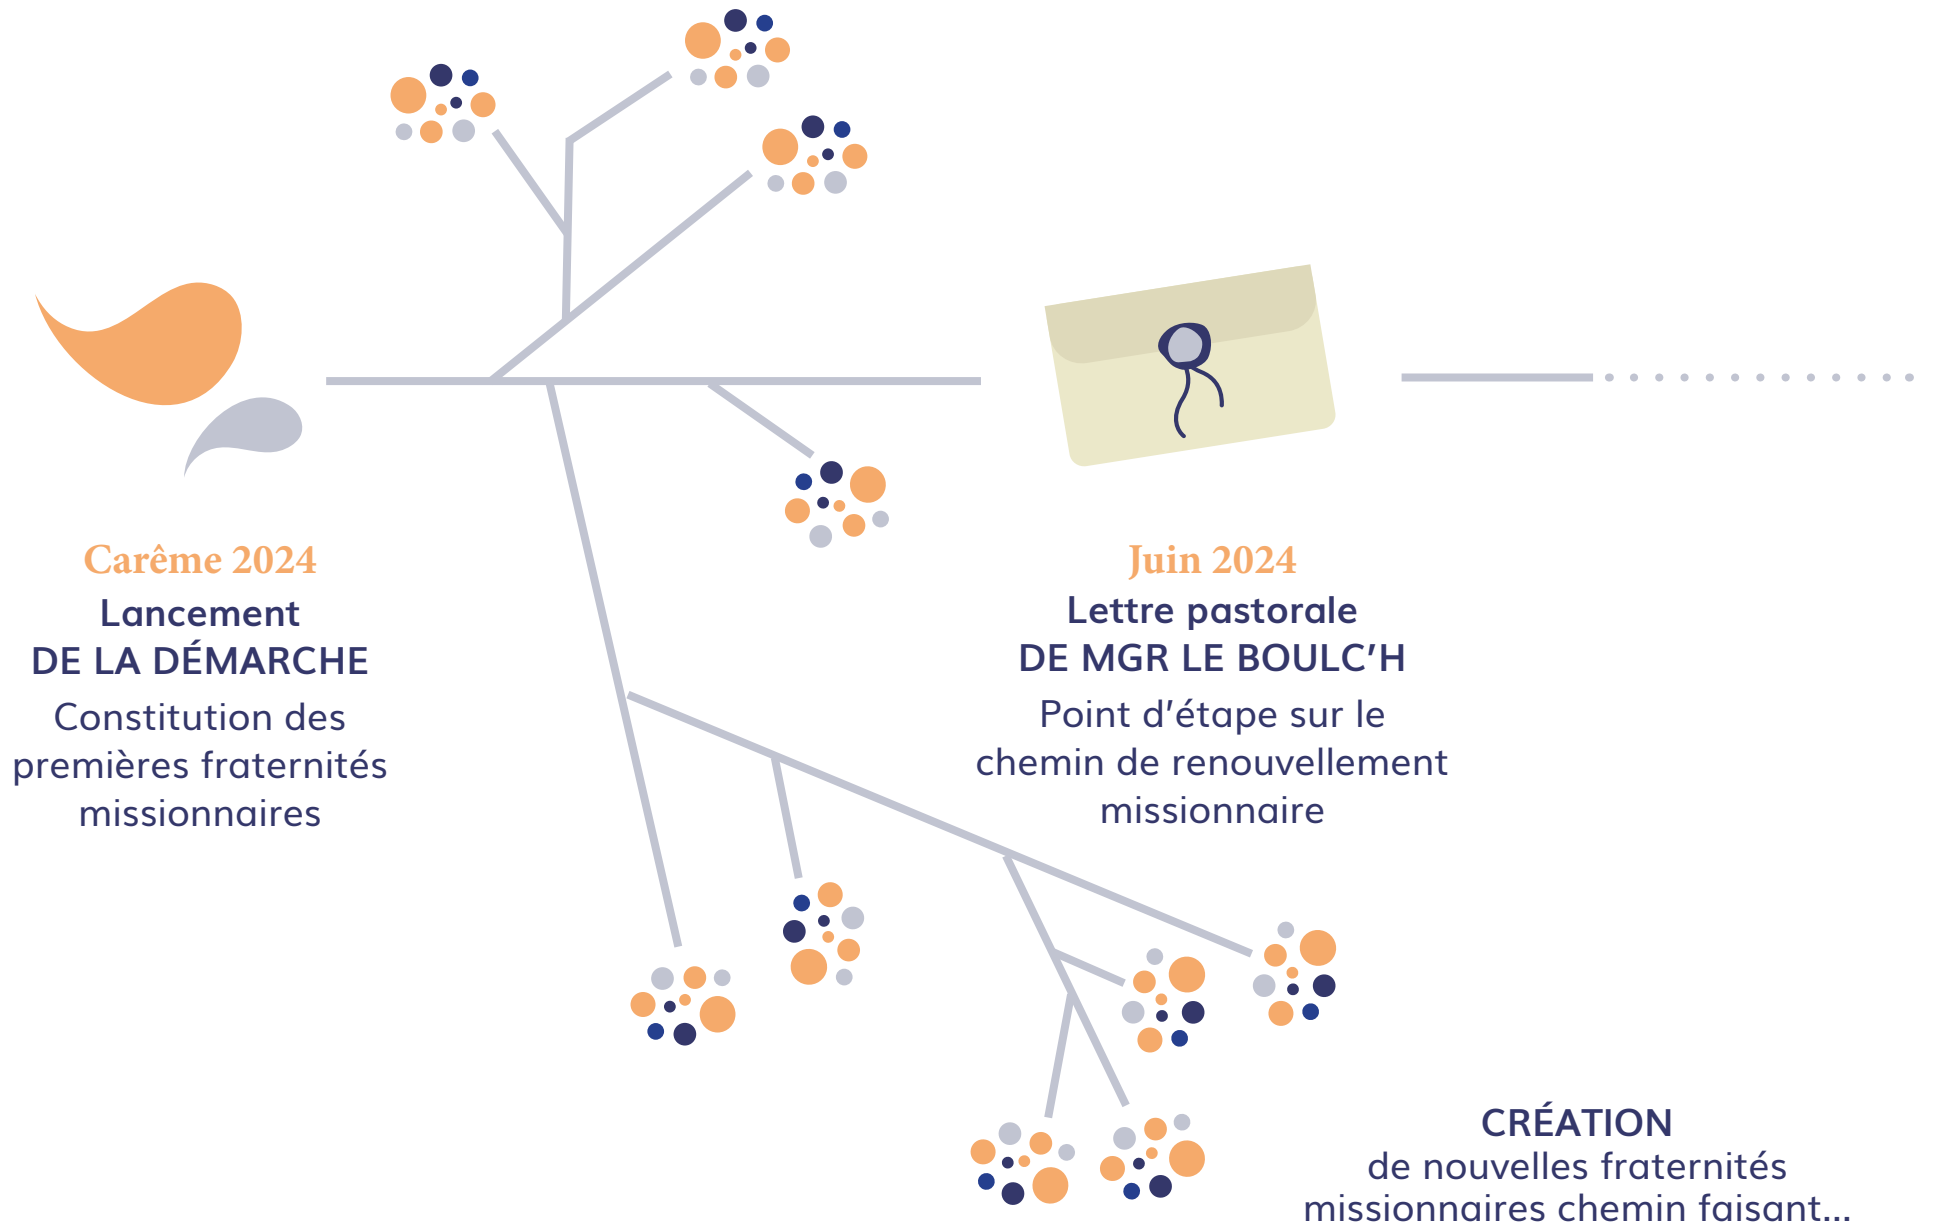 Carême 2024
Lancement
DE LA DÉMARCHE
Constitution des
premières fraternités
missionnaires
Juin 2024
Lettre pastorale
DE MGR LE BOULC’H
Point d’étape sur le
chemin de renouvellement
missionnaire
CRÉATION
de nouvelles fraternités
missionnaires chemin faisant...